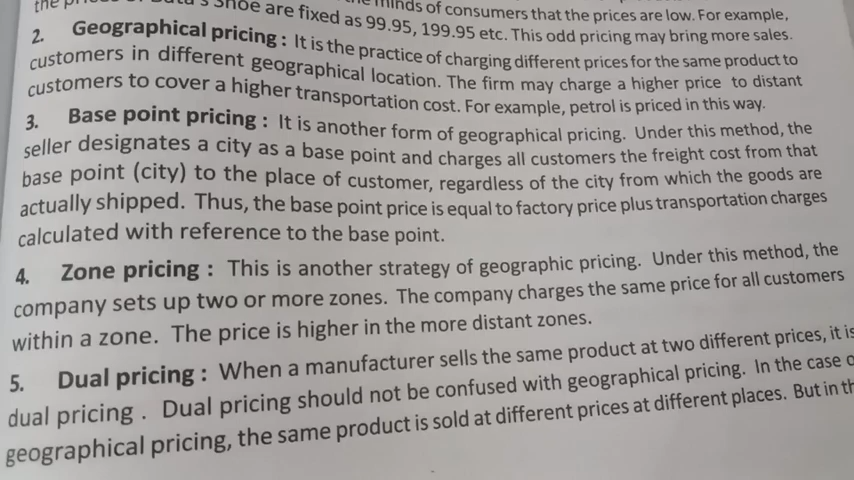 the minds of consumers that the prices are low. For example,
Shoe are fixed as 99.95, 199.95 etc. This odd pricing may bring more sales.
2. Geographical pricing : It is the practice of charging different prices for the same product to
customers in different geographical location. The firm may charge a higher price to distant
customers to cover a higher transportation cost. For example, petrol is priced in this way.
3. Base point pricing : It is another form of geographical pricing. Under this method, the
seller designates a city as a base point and charges all customers the freight cost from that
base point (city) to the place of customer, regardless of the city from which the goods are
actually shipped. Thus, the base point price is equal to factory price plus transportation charges
calculated with reference to the base point.
4. Zone pricing : This is another strategy of geographic pricing. Under this method, the
company sets up two or more zones. The company charges the same price for all customers
within a zone. The price is higher in the more distant zones.
5. Dual pricing : When a manufacturer sells the same product at two different prices, it is
dual pricing . Dual pricing should not be confused with geographical pricing. In the case
geographical pricing, the same product is sold at different prices at different places. But in